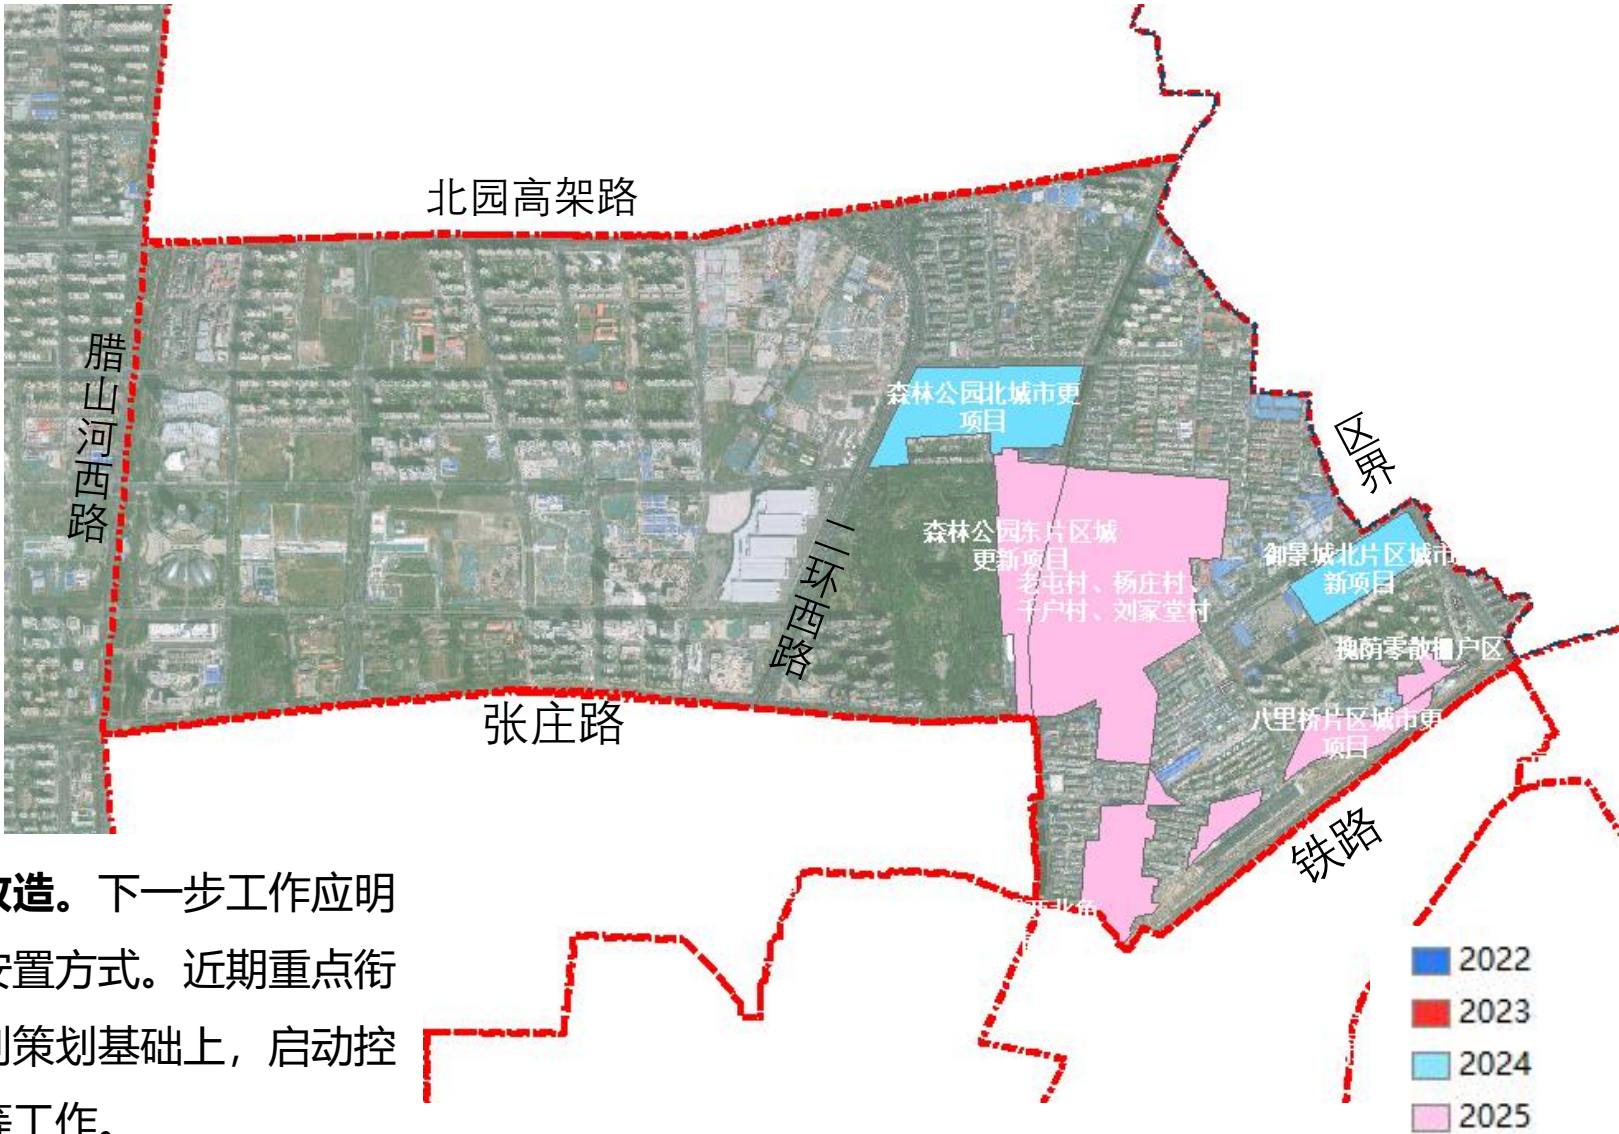 北园高架路
腊山河西路
森林公园北城市更
项目
区界
二环西路
森林公园东片区城
更新项目
老屯村、杨庄村、
干户村、刘家堂村
御景城北片区城市
新项目
槐荫零散棚户区
八里桥片区城市更
项目
张庄路
铁路
西北角
改造。下一步工作应明
安置方式。近期重点衔
划策划基础上，启动控
等工作。
2022
2023
2024
2025